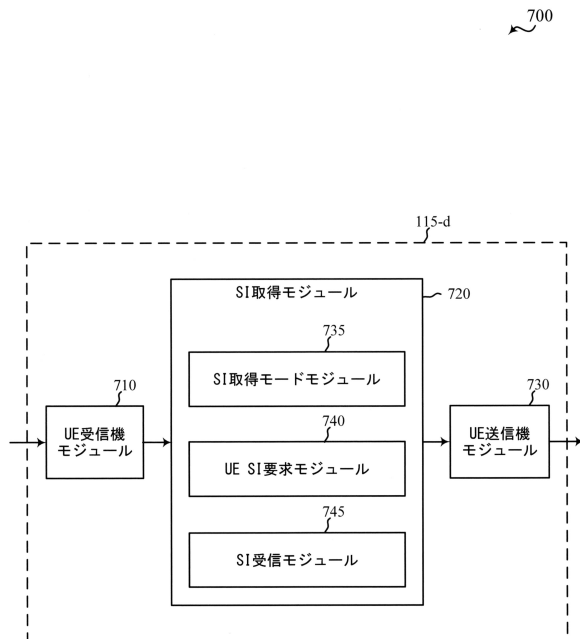 700
115-d
SI取得モジュール
720
735
SI取得モードモジュール
710
UE受信機
モジュール
740
UE SI要求モジュール
730
UE送信機
モジュール
745
SI受信モジュール